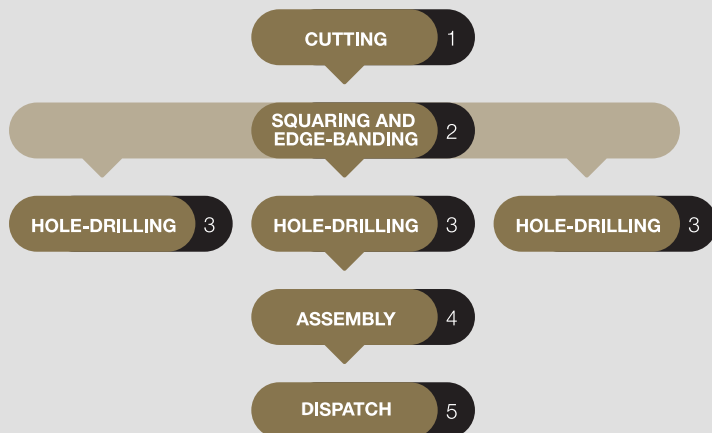 CUTTING 1
SQUARING AND
EDGE-BANDING 2
HOLE-DRILLING 3 HOLE-DRILLING 3 HOLE-DRILLING 3
ASSEMBLY 4
DISPATCH 5